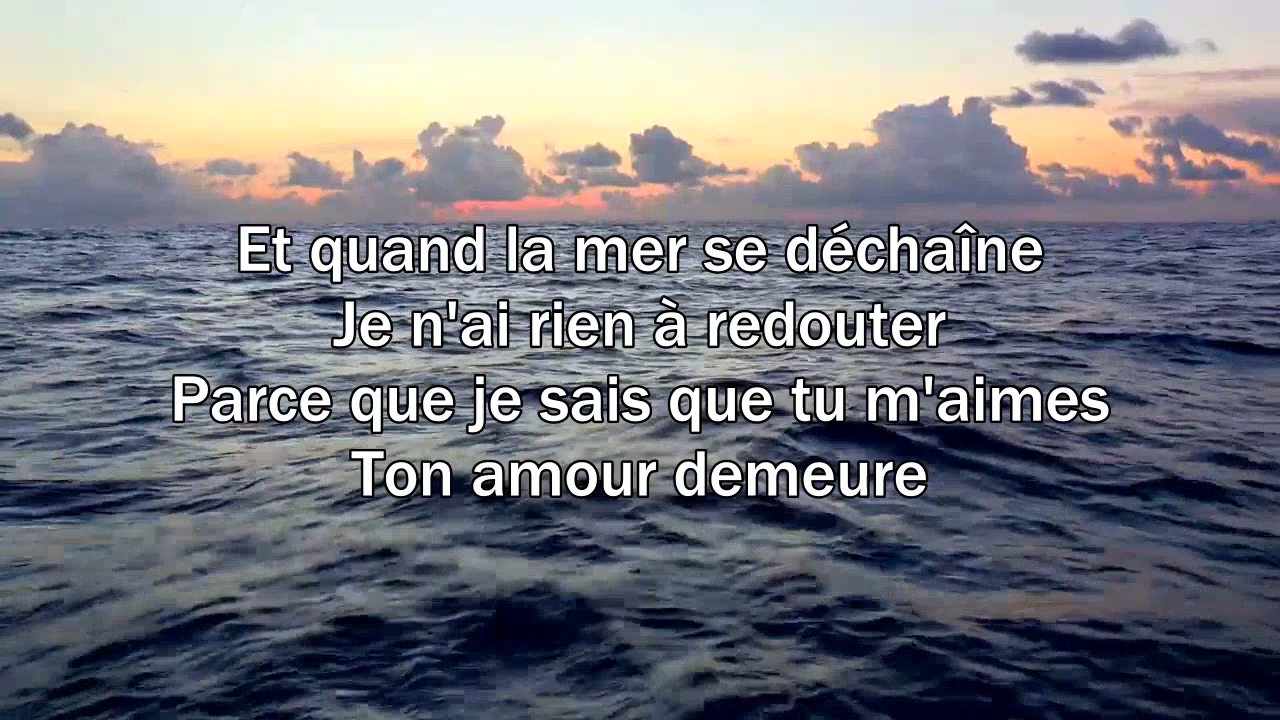 Et quand la mer se déchaîne
Je n'ai rien à redouter
Parce que je sais que tu m'aimes
Ton amour demeure